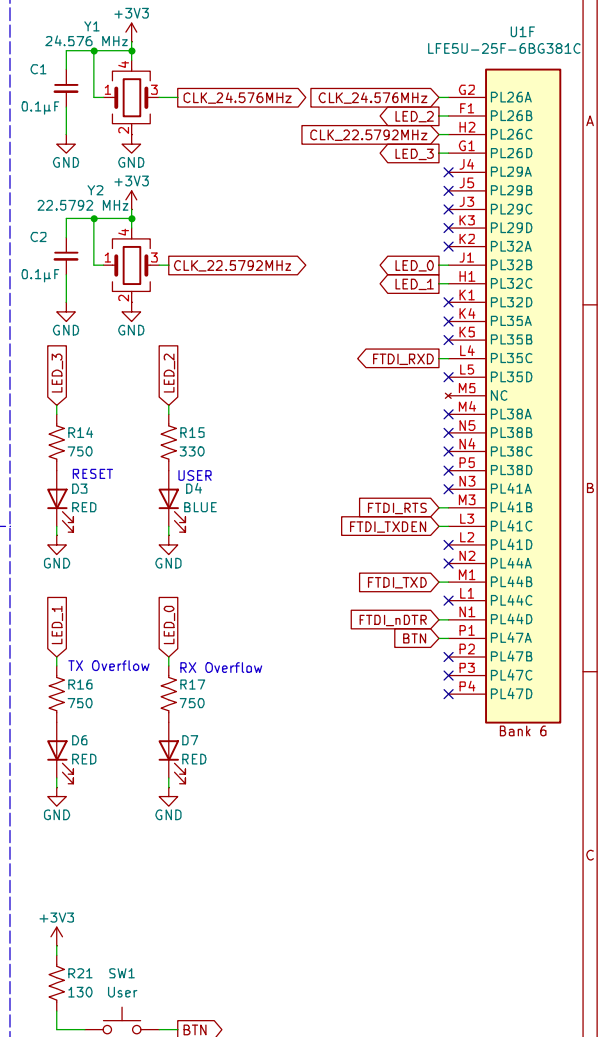 +3V3
Y1
24.576 MHz
C1
0.1µF
4
1
3
2
CLK_24.576MHz
GND
GND
+3V3
Y2
22.5792 MHz
C2
0.1µF
4
1
3
2
CLK_22.5792MHz
GND
GND
LED_3
R14
750
RESET
D3
RED
GND
LED_2
R15
330
USER
D4
BLUE
GND
LED_1
TX Overflow
R16
750
D6
RED
GND
LED_0
RX Overflow
R17
750
D7
RED
GND
+3V3
R21
130
SW1
User
BTN
U1F
LFE5U-25F-6BG381C
CLK_24.576MHz G2 PL26A
LED_2 F1 PL26B
CLK_22.5792MHz H2 PL26C
LED_3 G1 PL26D
J4 PL29A
J5 PL29B
J3 PL29C
K3 PL29D
K2 PL32A
LED_0 J1 PL32B
LED_1 H1 PL32C
K1 PL32D
K4 PL35A
K5 PL35B
FTDI_RXD L4 PL35C
L5 PL35D
M5 NC
M4 PL38A
N5 PL38B
N4 PL38C
P5 PL38D
N3 PL41A
FTDI_RTS M3 PL41B
FTDI_TXDEN L3 PL41C
L2 PL41D
N2 PL44A
FTDI_TXD M1 PL44B
L1 PL44C
FTDI_nDTR N1 PL44D
BTN P1 PL47A
P2 PL47B
P3 PL47C
P4 PL47D
Bank 6
A
B
C